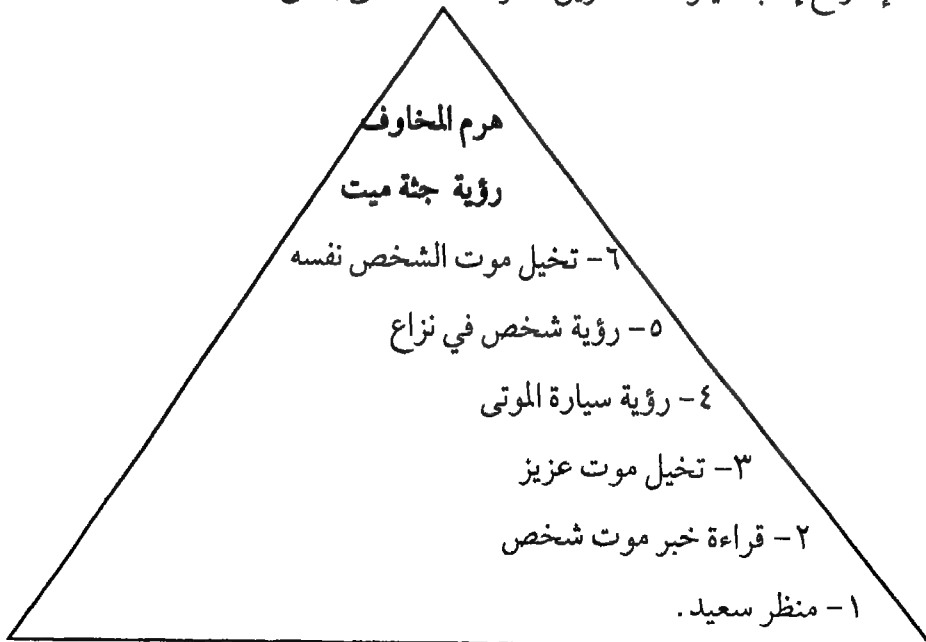 هرم المخاوف
رؤية جثة ميت
٦- تخيل موت الشخص نفسه
٥- رؤية شخص في نزاع
٤- رؤية سيارة الموتى
٣- تخيل موت عزيز
٢- قراءة خبر موت شخص
١- منظر سعيد.